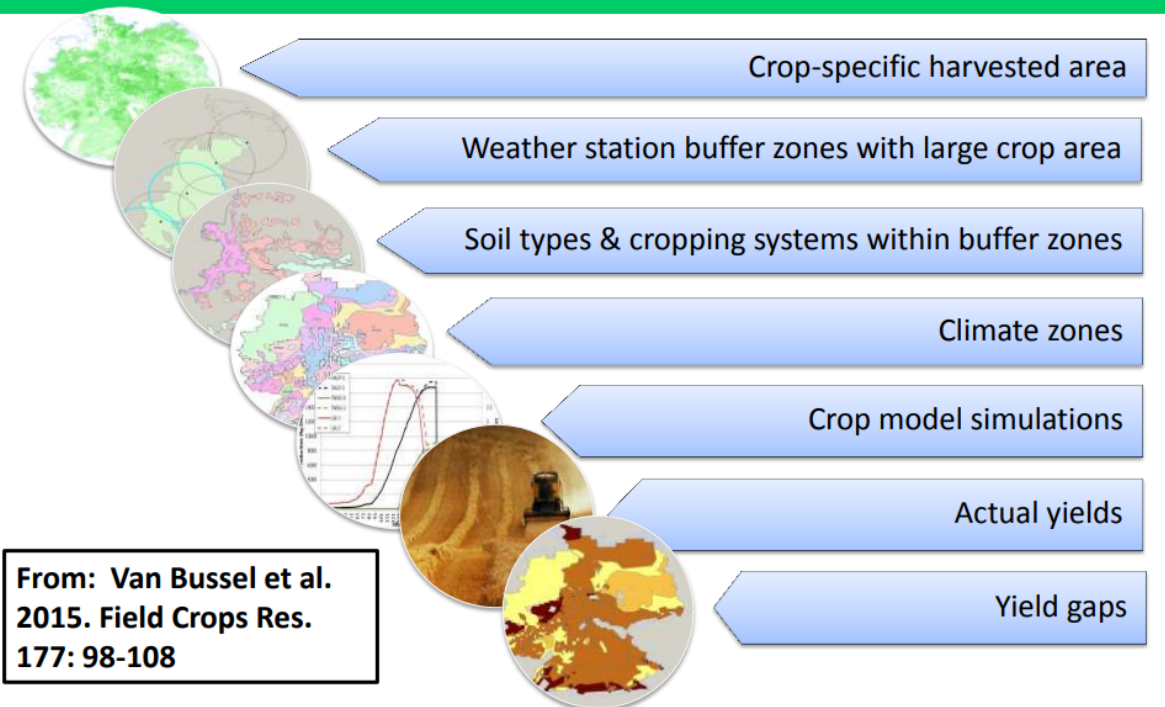 Crop-specific harvested area
Weather station buffer zones with large crop area
Soil types & cropping systems within buffer zones
Climate zones
Crop model simulations
Actual yields
Yield gaps
From: Van Bussel et al.
2015. Field Crops Res.
177: 98-108